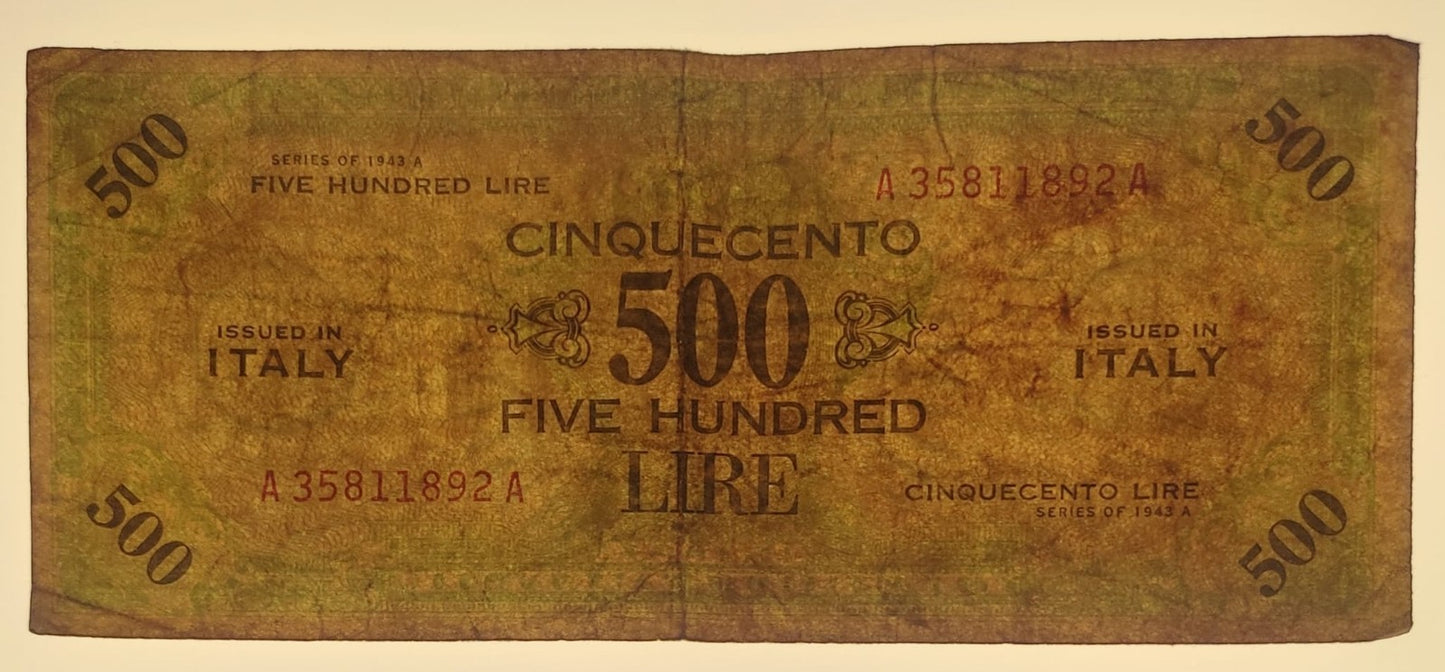 500
500
SERIES OF 1943 A
FIVE HUNDRED LIRE
A 35811892 A
CINQUECENTO
500
ISSUED IN
ITALY
ISSUED IN
ITALY
FIVE HUNDRED
LIRE
A 35811892 A
CINQUECENTO LIRE
SERIES OF 1943 A
500
500